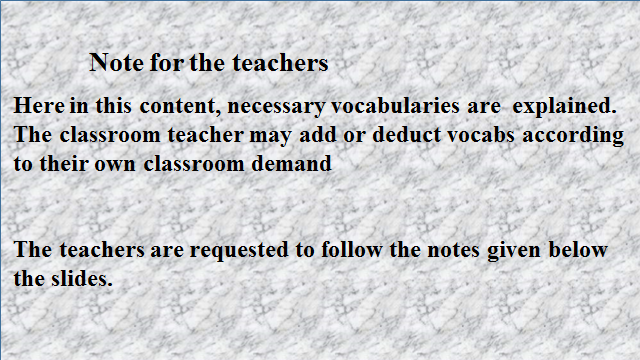 Note for the teachers
Here in this content, necessary vocabularies are explained.
The classroom teacher may add or deduct vocabs according
to their own classroom demand
The teachers are requested to follow the notes given below
the slides.